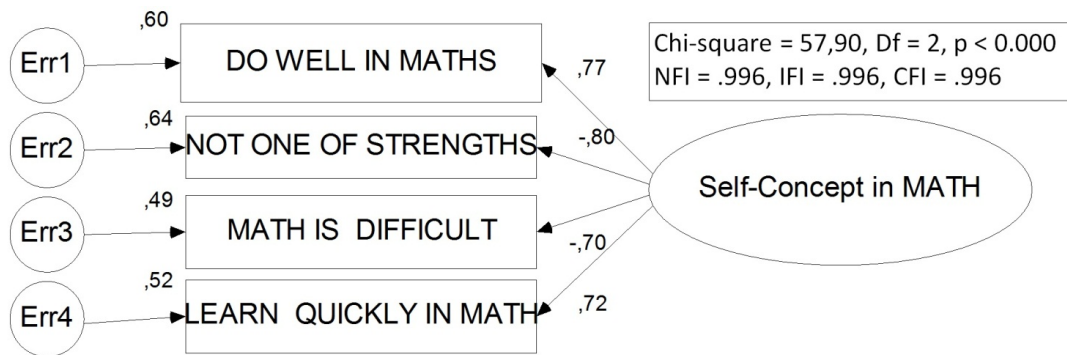 ,60
Err1
DO WELL IN MATHS
,77
Chi-square = 57,90, Df = 2, p < 0.000
NFI = .996, IFI = .996, CFI = .996
,64
Err2
NOT ONE OF STRENGTHS
-,80
Self-Concept in MATH
,49
Err3
MATH IS DIFFICULT
-,70
,52
Err4
LEARN QUICKLY IN MATH
,72